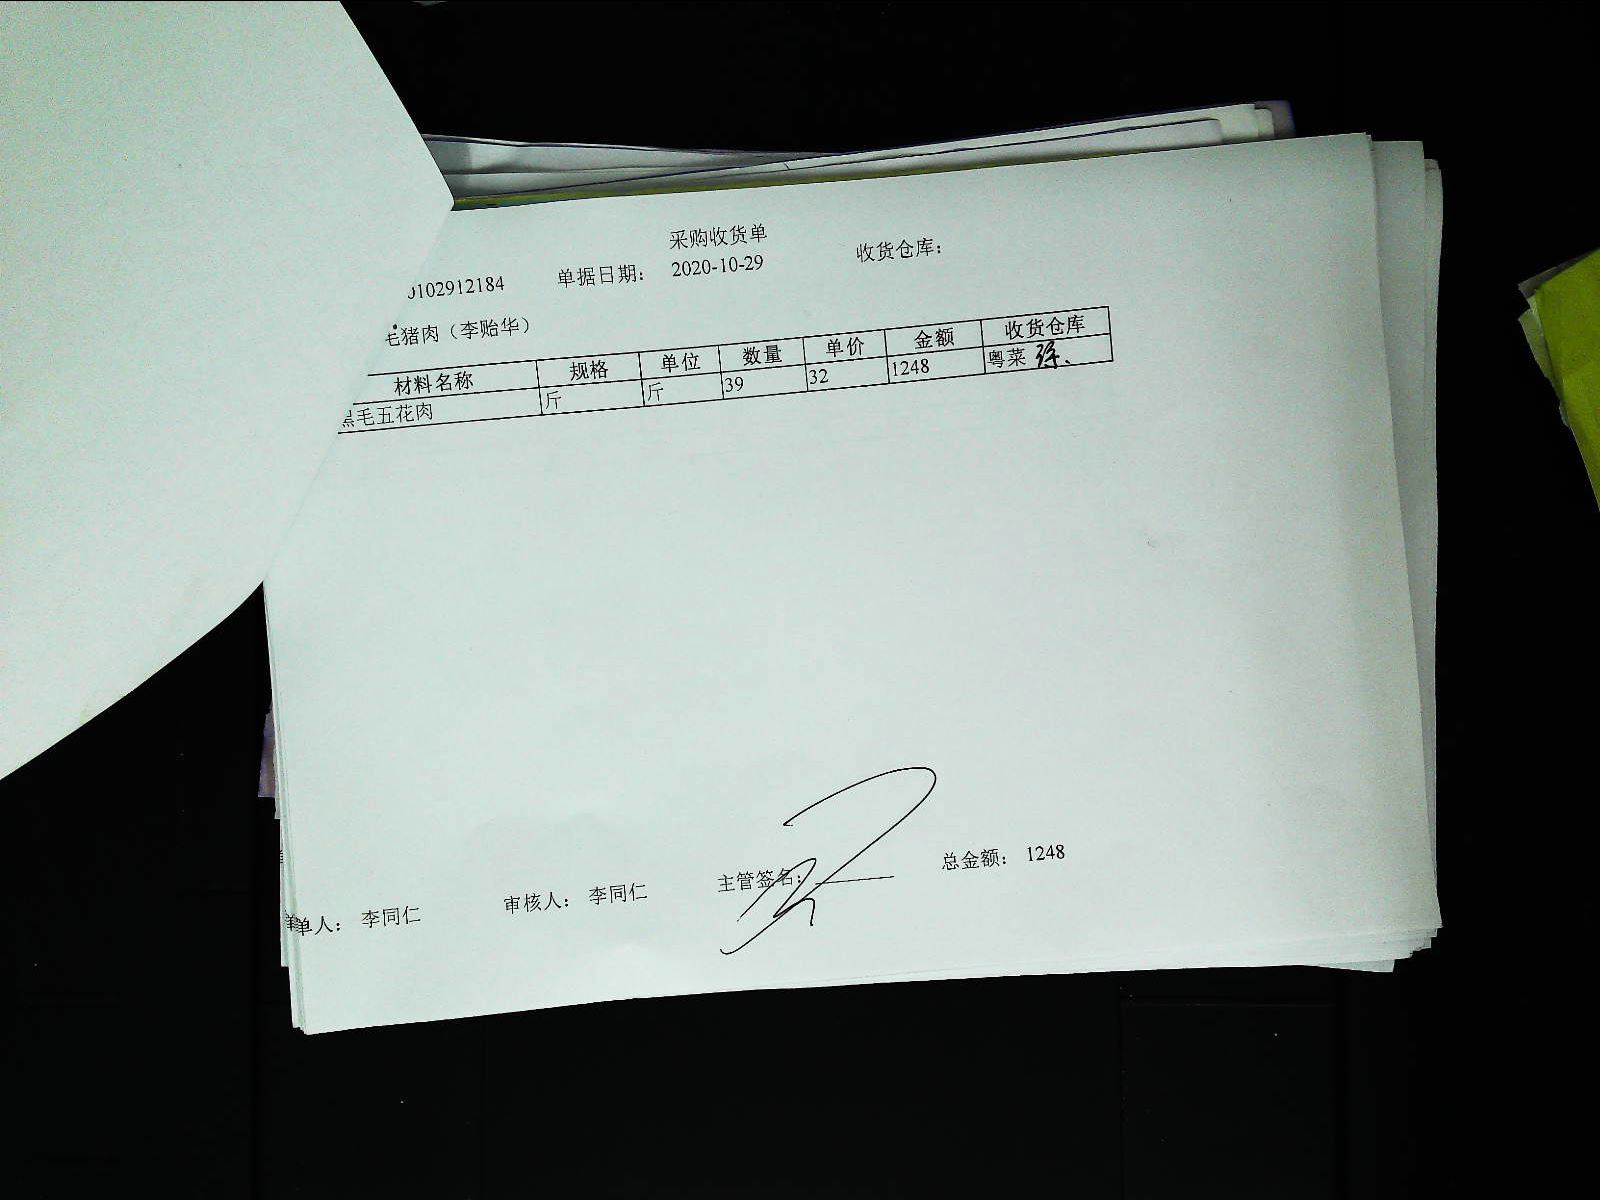 采购收货单
0102912184 单据日期： 2020-10-29 收货仓库：
毛猪肉（李贻华）
材料名称 规格 单位 数量 单价 金额 收货仓库
黑毛五花肉 斤 斤 39 32 1248 粤菜
单人： 李同仁 审核人： 李同仁 主管签名： 总金额： 1248